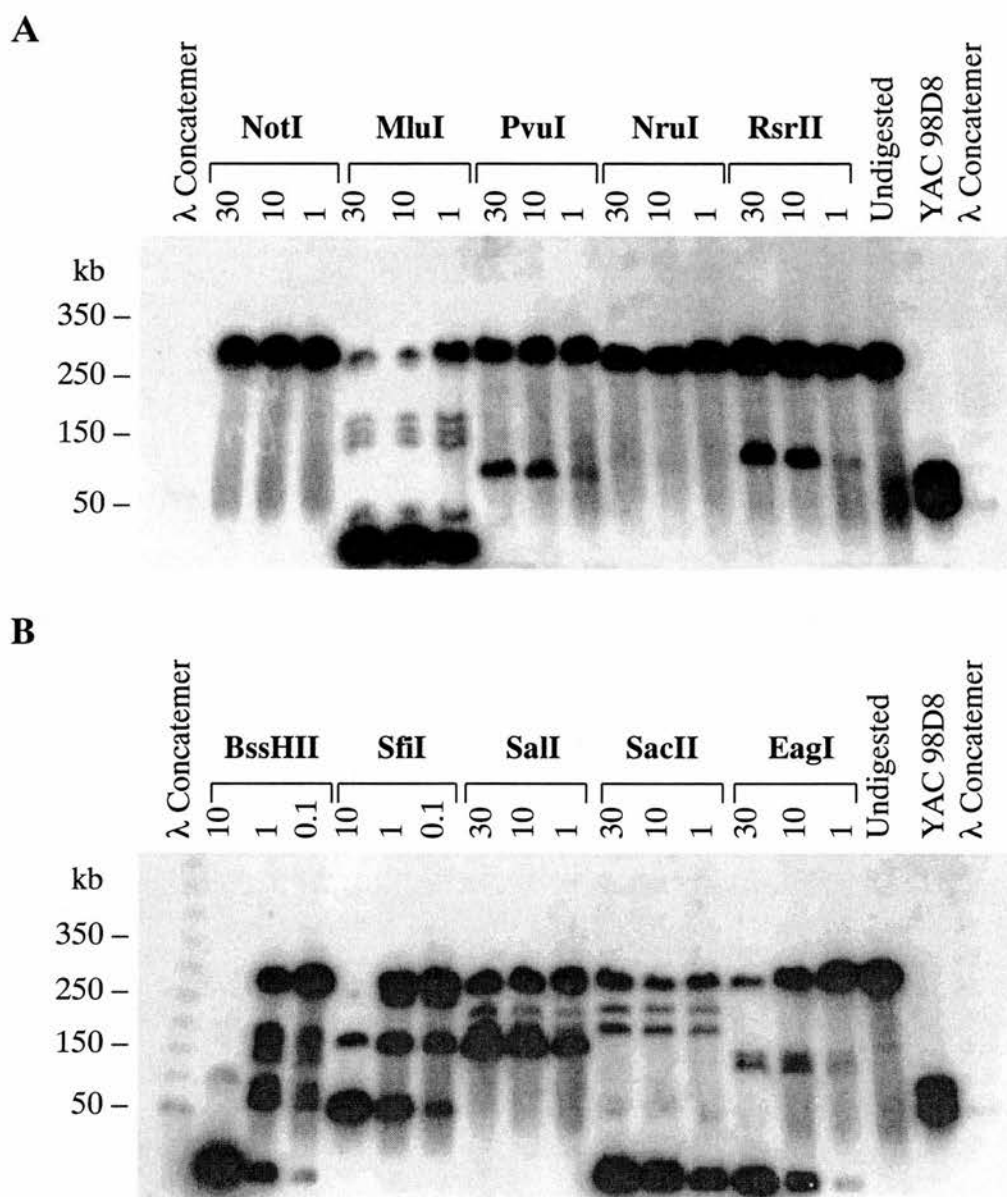 A
λ Concatemer
NotI MluI PvuI NruI RsrII
Undigested
YAC 98D8
λ Concatemer
30 10 1 30 10 1 30 10 1 30 10 1 30 10 1
kb
350 –
250 –
150 –
50 –
B
λ Concatemer
BssHII SfiI SalI SacII EagI
Undigested
YAC 98D8
λ Concatemer
10 1 0.1 10 1 0.1 30 10 1 30 10 1 30 10 1
kb
350 –
250 –
150 –
50 –